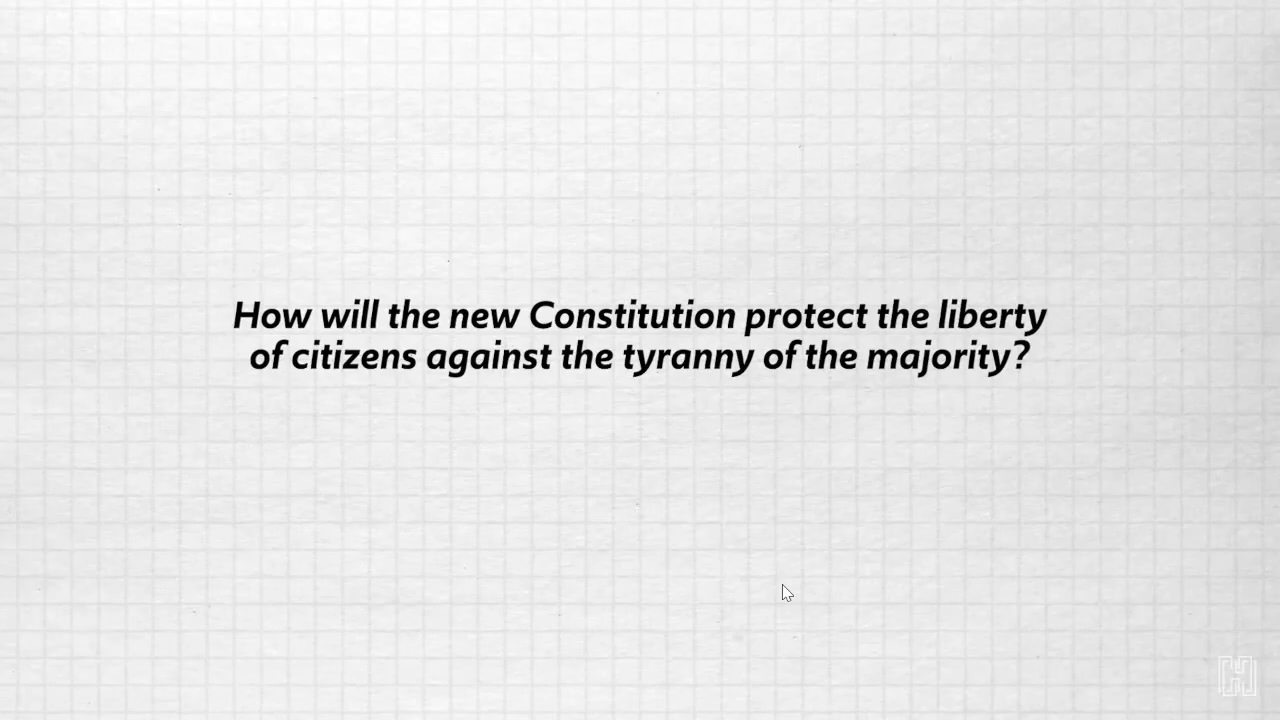 How will the new Constitution protect the liberty
of citizens against the tyranny of the majority?